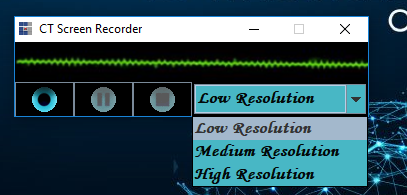 CT Screen Recorder
Low Resolution
Low Resolution
Medium Resolution
High Resolution